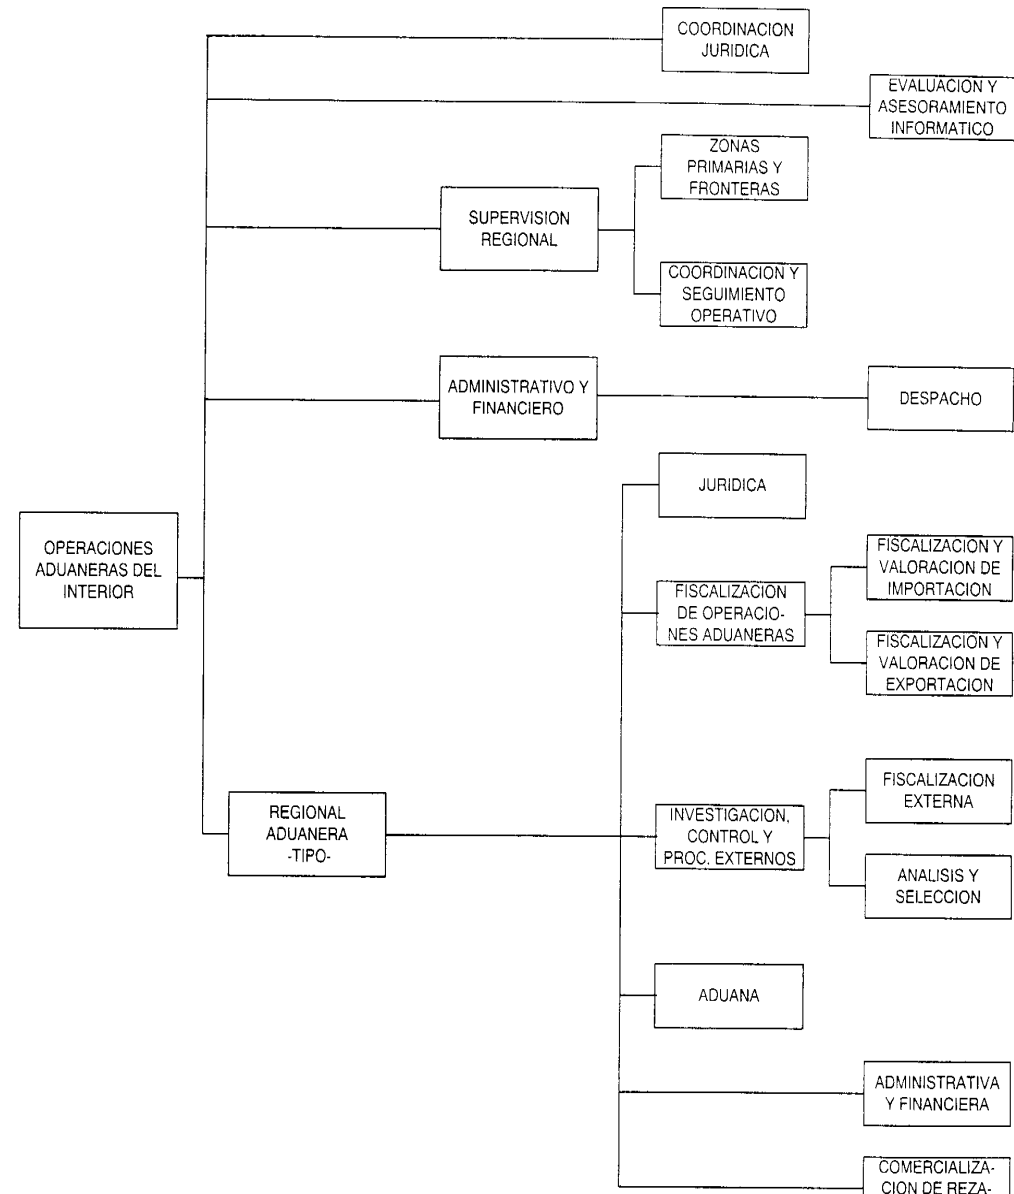 COORDINACION
JURIDICA
EVALUACION Y
ASESORAMIENTO
INFORMATICO
ZONAS
PRIMARIAS Y
FRONTERAS
SUPERVISION
REGIONAL
COORDINACION Y
SEGUIMIENTO
OPERATIVO
ADMINISTRATIVO Y
FINANCIERO
DESPACHO
JURIDICA
OPERACIONES
ADUANERAS DEL
INTERIOR
FISCALIZACION
DE OPERACIO-
NES ADUANERAS
FISCALIZACION Y
VALORACION DE
IMPORTACION
FISCALIZACION Y
VALORACION DE
EXPORTACION
REGIONAL
ADUANERA
-TIPO-
INVESTIGACION,
CONTROL Y
PROC. EXTERNOS
FISCALIZACION
EXTERNA
ANALISIS Y
SELECCION
ADUANA
ADMINISTRATIVA
Y FINANCIERA
COMERCIALIZA-
CION DE REZA-